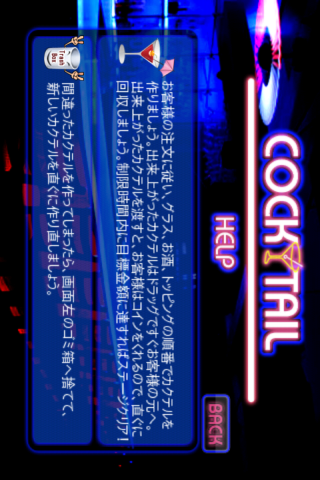 COCKTAIL
HELP
お客様の注文に従い、グラス、お酒、トッピングの順番でカクテルを
作りましょう。出来上がったカクテルはドラッグですぐお客様の元へ。
出来上がったカクテルを渡すと、お客様はコインをくれるので、直ぐに
回収しましょう。制限時間内に目標金額に達すればステージクリア！
Trash
Box
間違ったカクテルを作ってしまったら、画面左のゴミ箱へ捨てて、
新しいカクテルを直ぐに作り直しましょう。
BACK